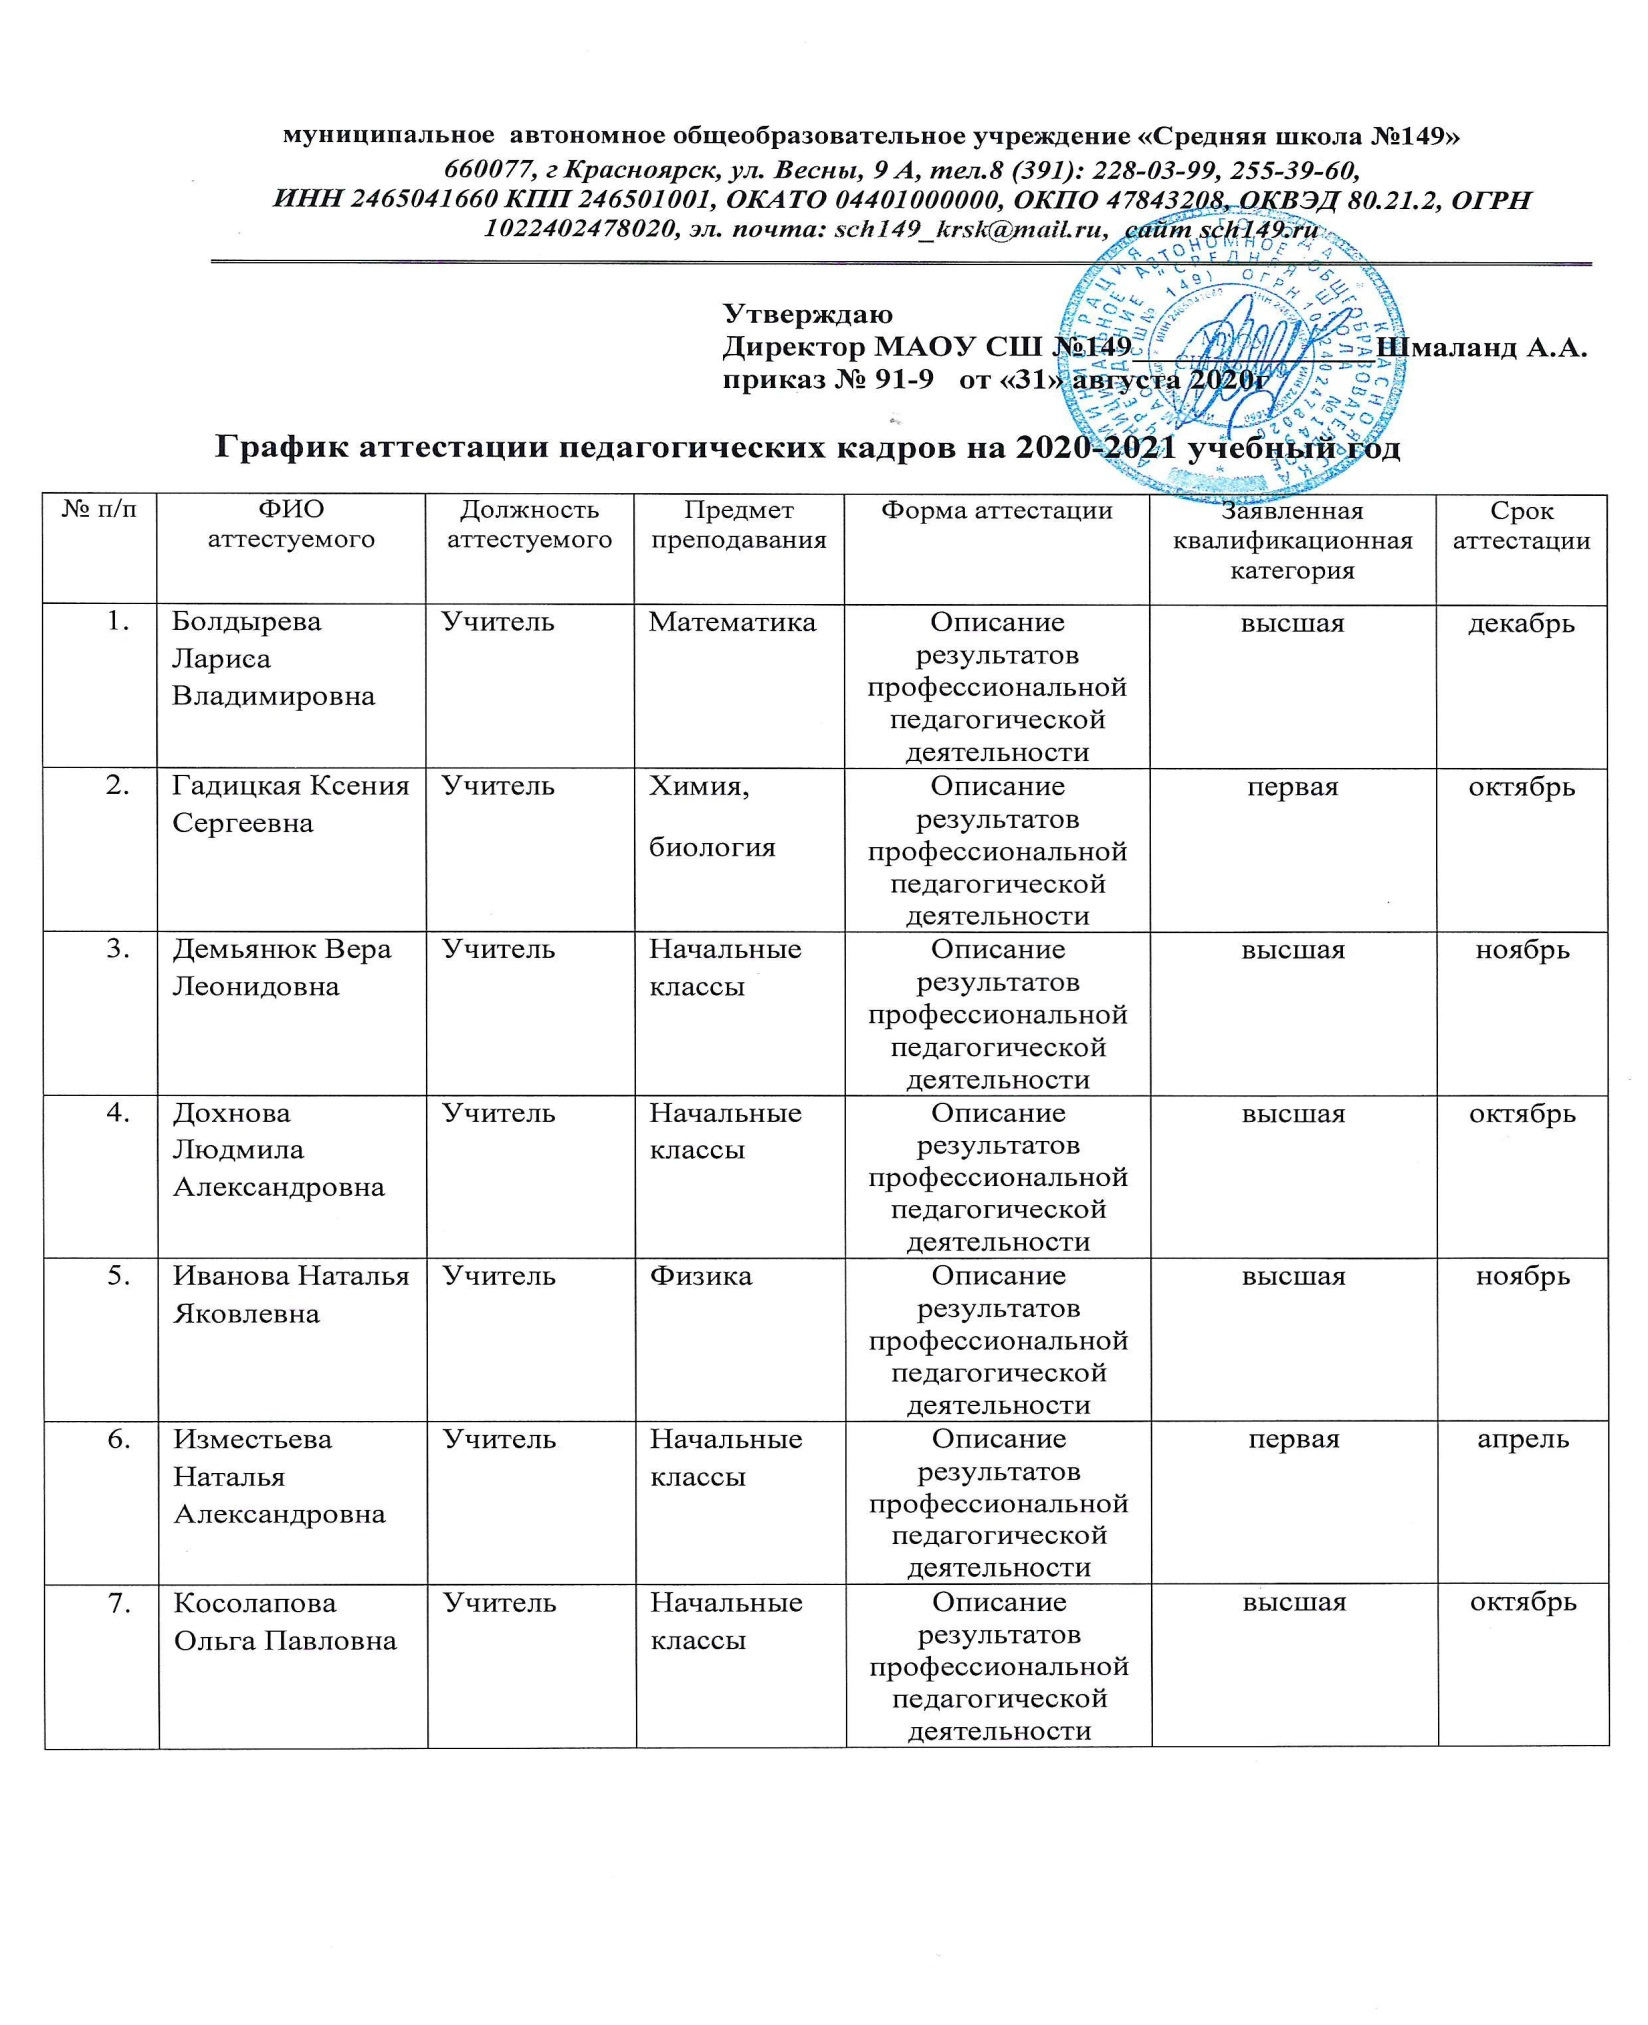 муниципальное автономное общеобразовательное учреждение «Средняя школа №149»
660077, г Красноярск, ул. Весны, 9 А, тел.8 (391): 228-03-99, 255-39-60,
ИНН 2465041660 КПП 246501001, ОКАТО 04401000000, ОКПО 47843208, ОКВЭД 80.21.2, ОГРН
1022402478020, эл. почта: sch149_krsk@mail.ru, сайт sch149.ru
Утверждаю
Директор МАОУ СШ №149________________Шмаланд А.А.
приказ № 91-9 от «31» августа 2020г
График аттестации педагогических кадров на 2020-2021 учебный год
№ п/п
ФИО
аттестуемого
Должность
аттестуемого
Предмет
преподавания
Форма аттестации
Заявленная
квалификационная
категория
Срок
аттестации
1.
Болдырева
Лариса
Владимировна
Учитель
Математика
Описание
результатов
профессиональной
педагогической
деятельности
высшая
декабрь
2.
Гадицкая Ксения
Сергеевна
Учитель
Химия,
биология
Описание
результатов
профессиональной
педагогической
деятельности
первая
октябрь
3.
Демьянюк Вера
Леонидовна
Учитель
Начальные
классы
Описание
результатов
профессиональной
педагогической
деятельности
высшая
ноябрь
4.
Дохнова
Людмила
Александровна
Учитель
Начальные
классы
Описание
результатов
профессиональной
педагогической
деятельности
высшая
октябрь
5.
Иванова Наталья
Яковлевна
Учитель
Физика
Описание
результатов
профессиональной
педагогической
деятельности
высшая
ноябрь
6.
Изместьева
Наталья
Александровна
Учитель
Начальные
классы
Описание
результатов
профессиональной
педагогической
деятельности
первая
апрель
7.
Косолапова
Ольга Павловна
Учитель
Начальные
классы
Описание
результатов
профессиональной
педагогической
деятельности
высшая
октябрь